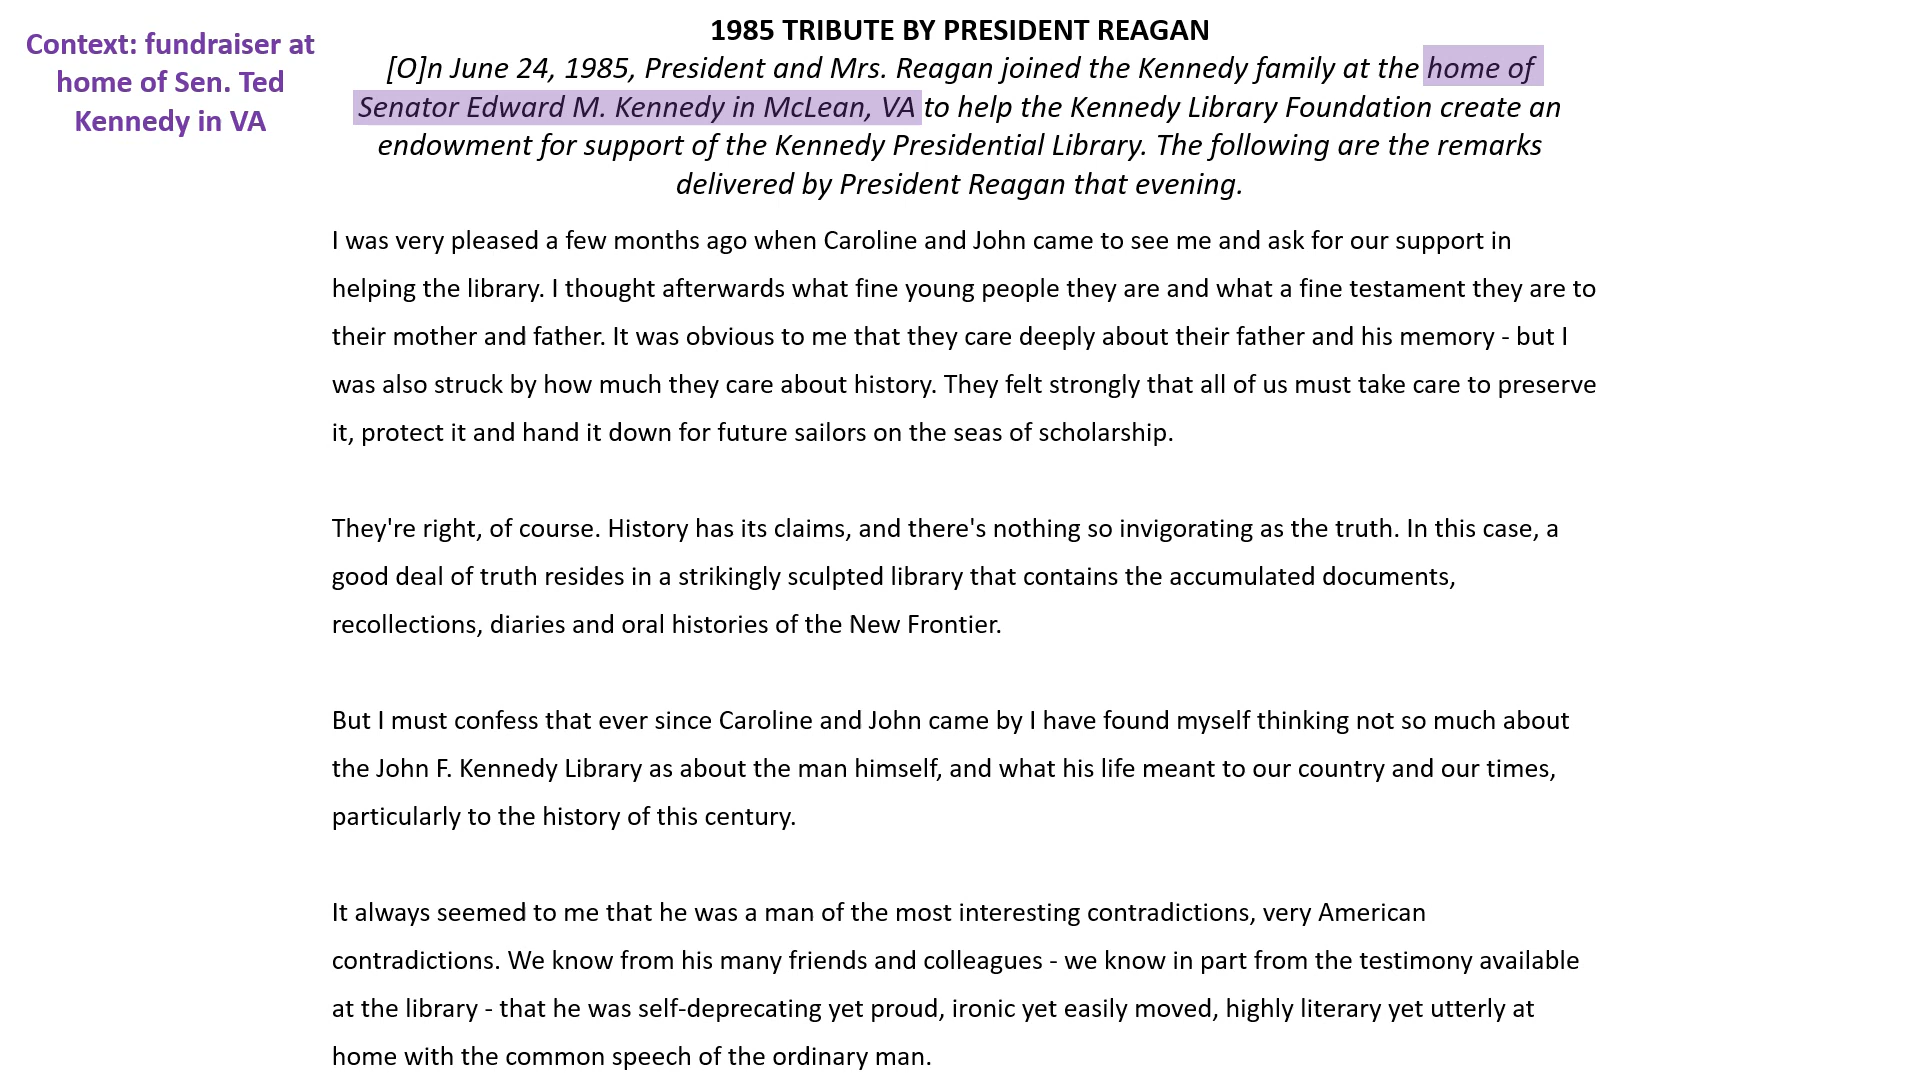 Context: fundraiser at
home of Sen. Ted
Kennedy in VA
1985 TRIBUTE BY PRESIDENT REAGAN
[O]n June 24, 1985, President and Mrs. Reagan joined the Kennedy family at the home of
Senator Edward M. Kennedy in McLean, VA to help the Kennedy Library Foundation create an
endowment for support of the Kennedy Presidential Library. The following are the remarks
delivered by President Reagan that evening.
I was very pleased a few months ago when Caroline and John came to see me and ask for our support in
helping the library. I thought afterwards what fine young people they are and what a fine testament they are to
their mother and father. It was obvious to me that they care deeply about their father and his memory - but I
was also struck by how much they care about history. They felt strongly that all of us must take care to preserve
it, protect it and hand it down for future sailors on the seas of scholarship.
They're right, of course. History has its claims, and there's nothing so invigorating as the truth. In this case, a
good deal of truth resides in a strikingly sculpted library that contains the accumulated documents,
recollections, diaries and oral histories of the New Frontier.
But I must confess that ever since Caroline and John came by I have found myself thinking not so much about
the John F. Kennedy Library as about the man himself, and what his life meant to our country and our times,
particularly to the history of this century.
It always seemed to me that he was a man of the most interesting contradictions, very American
contradictions. We know from his many friends and colleagues - we know in part from the testimony available
at the library - that he was self-deprecating yet proud, ironic yet easily moved, highly literary yet utterly at
home with the common speech of the ordinary man.